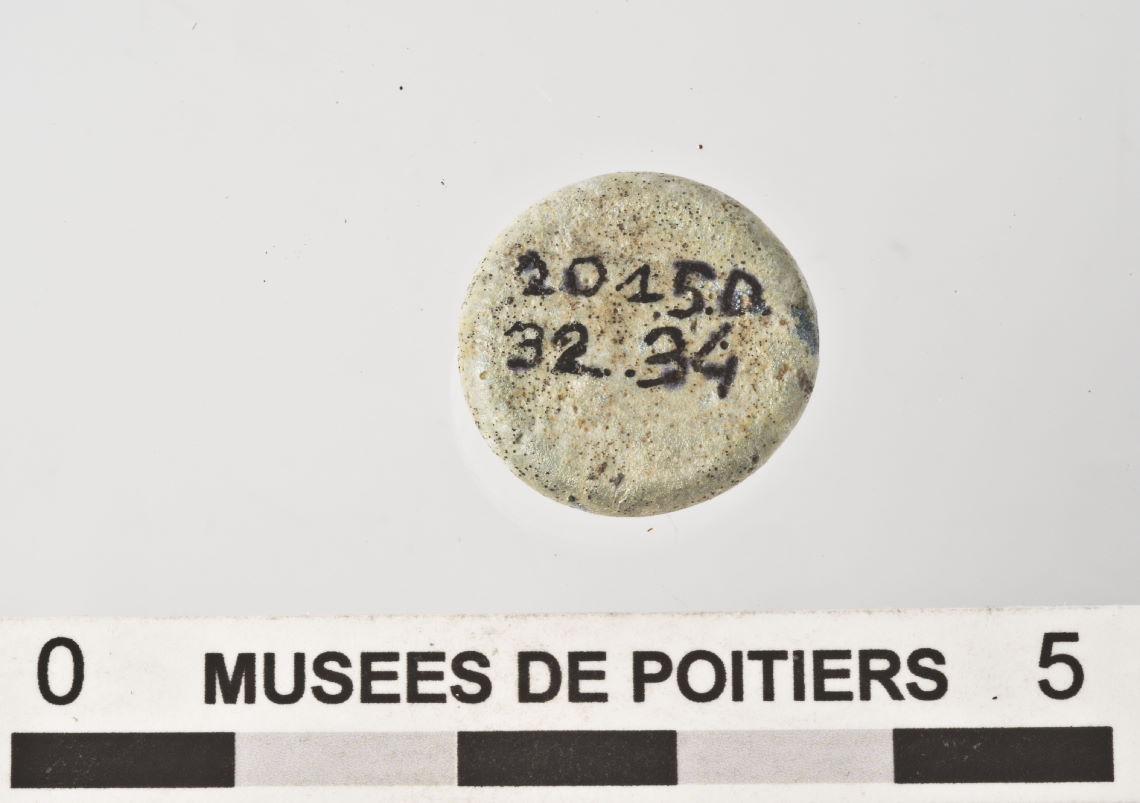 2015.0.
32..34
0 MUSEES DE POITIERS 5